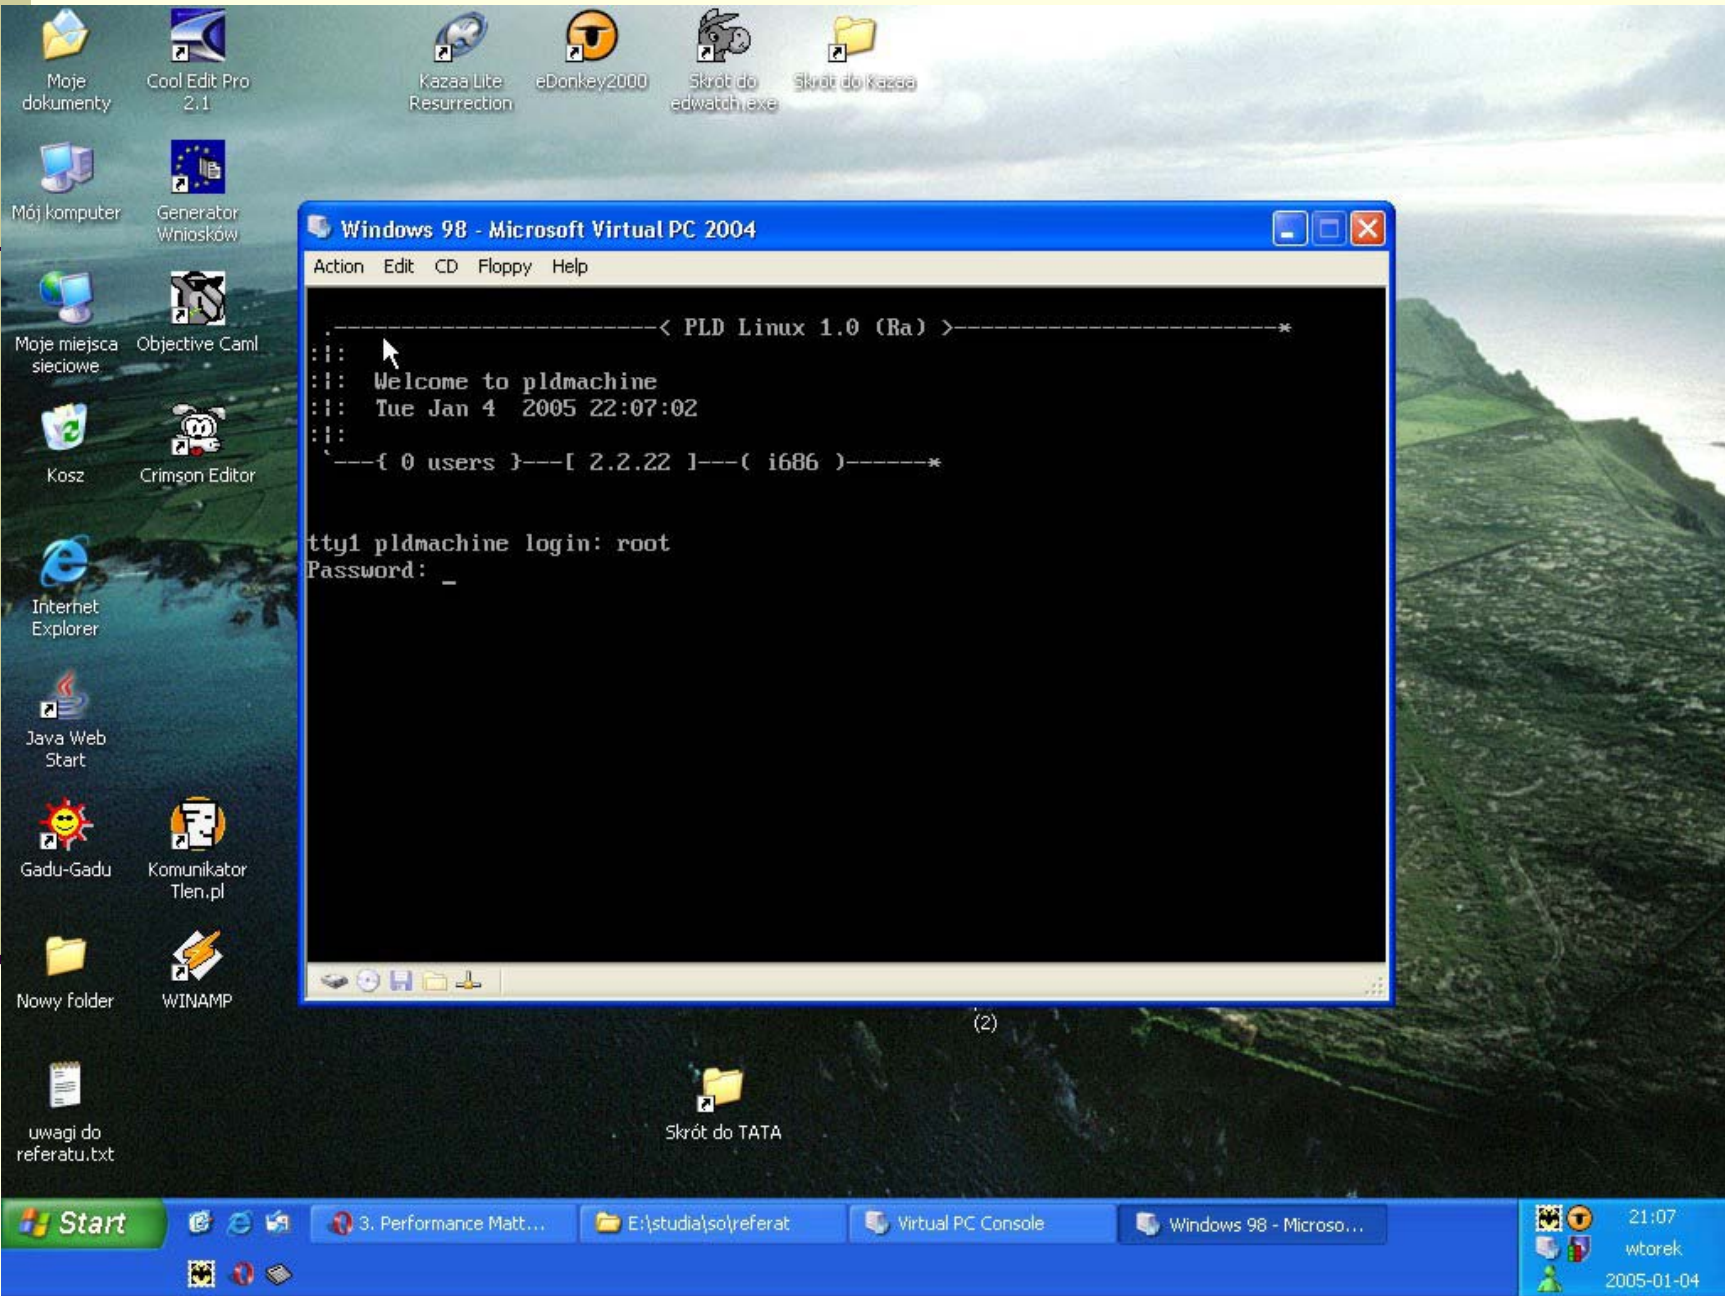 Moje
dokumenty
Cool Edit Pro
2.1
Kazaa Lite
Resurrection
eDonkey2000
Skrót do
edwatch.exe
Skrót do Kazaa
Mój komputer
Generator
Wniosków
Moje miejsca
sieciowe
Objective Caml
Kosz
Crimson Editor
Internet
Explorer
Java Web
Start
Gadu-Gadu
Komunikator
Tlen.pl
Nowy folder
WINAMP
uwagi do
referatu.txt
Windows 98 - Microsoft Virtual PC 2004
Action Edit CD Floppy Help
.------------------------< PLD Linux 1.0 (Ra) >------------------------*
:|:
:|: Welcome to pldmachine
:|: Tue Jan 4 2005 22:07:02
:|:
`---{ 0 users }---[ 2.2.22 ]---( i686 )------*
tty1 pldmachine login: root
Password: _
(2)
Skrót do TATA
Start
3. Performance Matt...
E:\studia\so\referat
Virtual PC Console
Windows 98 - Microso...
21:07
wtorek
2005-01-04